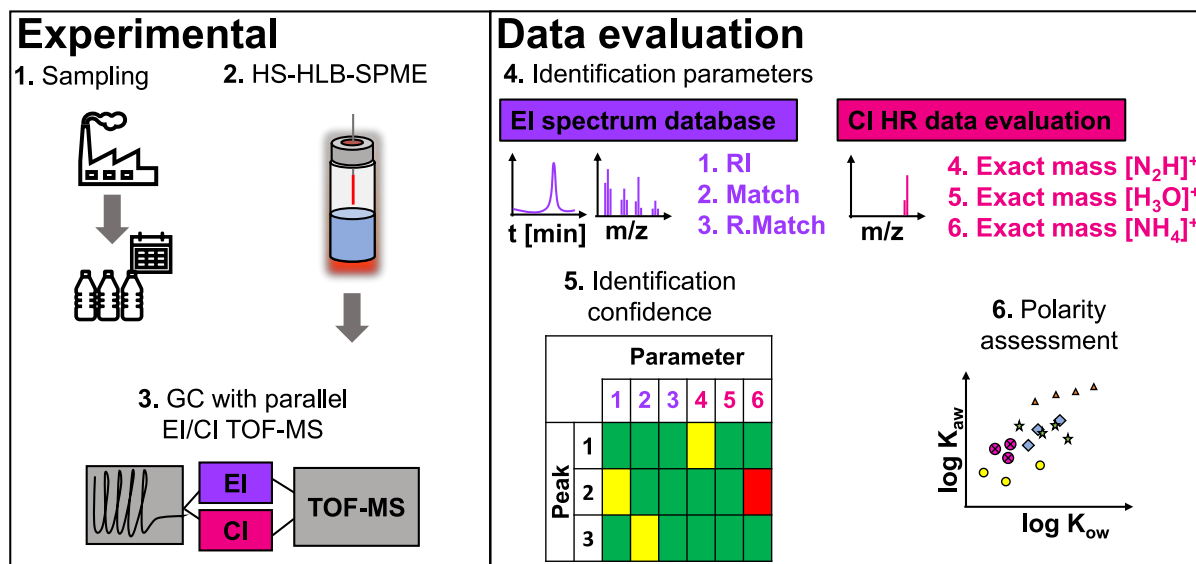 Experimental
1. Sampling
2. HS-HLB-SPME
3. GC with parallel
EI/CI TOF-MS
EI
CI
TOF-MS
Data evaluation
4. Identification parameters
EI spectrum database
t [min]
m/z
1. RI
2. Match
3. R.Match
CI HR data evaluation
m/z
4. Exact mass [N₂H]⁺
5. Exact mass [H₃O]⁺
6. Exact mass [NH₄]⁺
5. Identification
confidence
Parameter
1 2 3 4 5 6
Peak
1
2
3
6. Polarity
assessment
log Kaw
log Kow